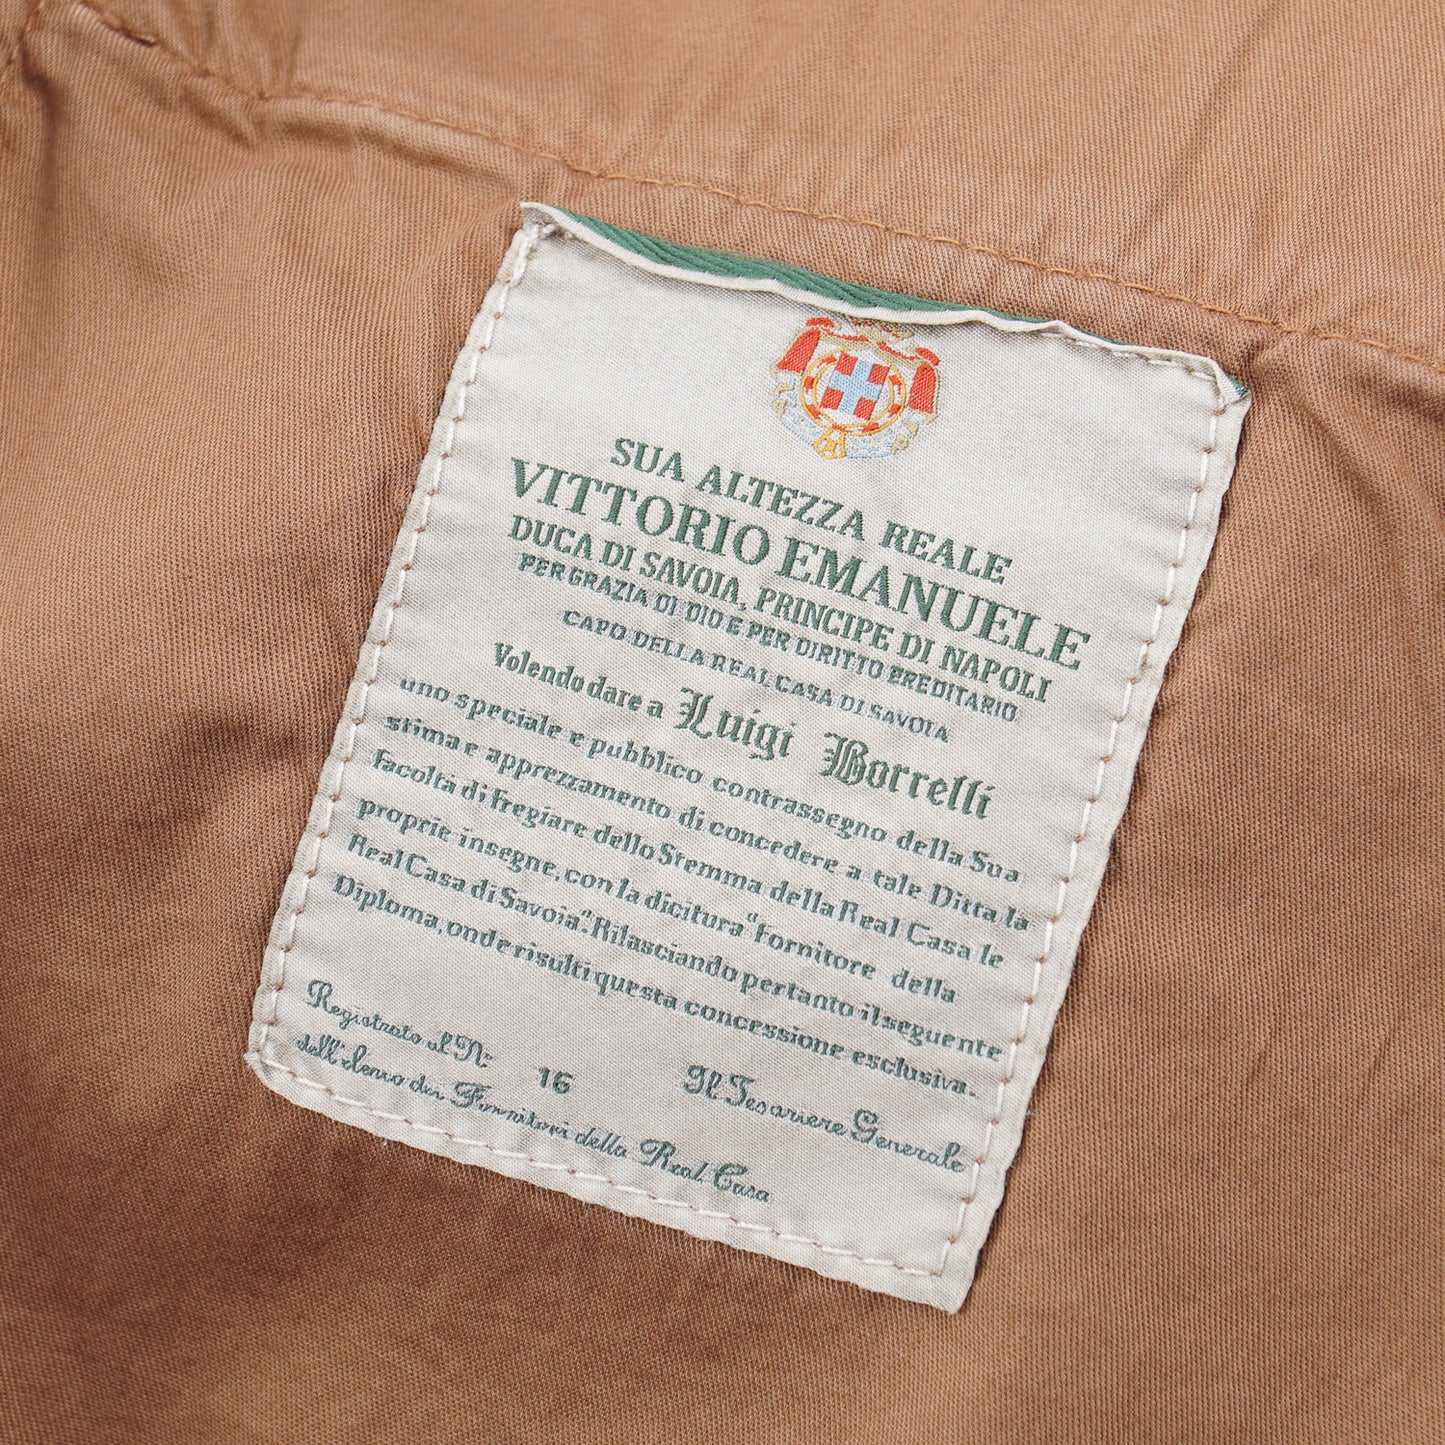 SUA ALTEZZA REALE
VITTORIO EMANUELE
DUCA DI SAVOIA, PRINCIPE DI NAPOLI
PER GRAZIA DI DIO E PER DIRITTO EREDITARIO
CAPO DELLA REAL CASA DI SAVOIA
Volendo dare a Luigi Borrelli
uno speciale e pubblico contrassegno della Sua
stima e apprezzamento di concedere a tale Ditta la
facoltà di fregiare dello Stemma della Real Casa le
proprie insegne, con la dicitura "Fornitore della
Real Casa di Savoia". Rilasciando pertanto il seguente
Diploma, onde risulti questa concessione esclusiva.
Registrato al N: 16 Il Tesoriere Generale
dell'elenco dei Fornitori della Real Casa